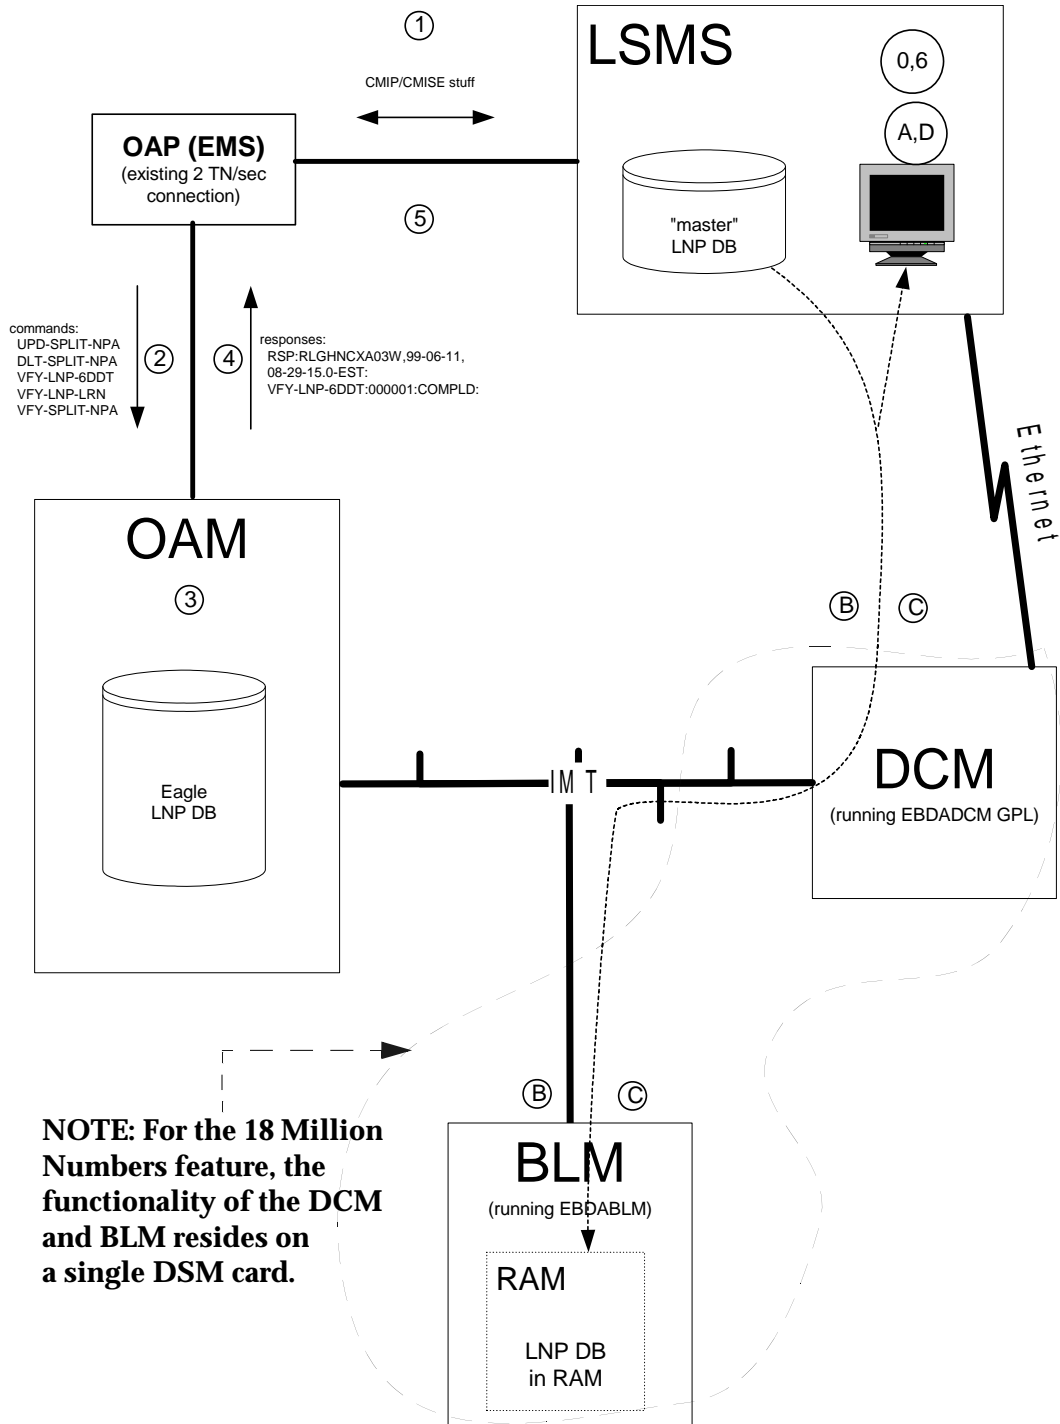 1
LSMS
0,6
A,D
CMIP/CMISE stuff
OAP (EMS)
(existing 2 TN/sec
connection)
5
"master"
LNP DB
commands:
UPD-SPLIT-NPA
DLT-SPLIT-NPA
VFY-LNP-6DDT
VFY-LNP-LRN
VFY-SPLIT-NPA
2
4
responses:
RSP:RLGHNCXA03W,99-06-11,
08-29-15.0-EST:
VFY-LNP-6DDT:000001:COMPLD:
Ethernet
OAM
3
B
C
Eagle
LNP DB
IMT
DCM
(running EBDADCM GPL)
B
C
NOTE: For the 18 Million
Numbers feature, the
functionality of the DCM
and BLM resides on
a single DSM card.
BLM
(running EBDABLM)
RAM
LNP DB
in RAM